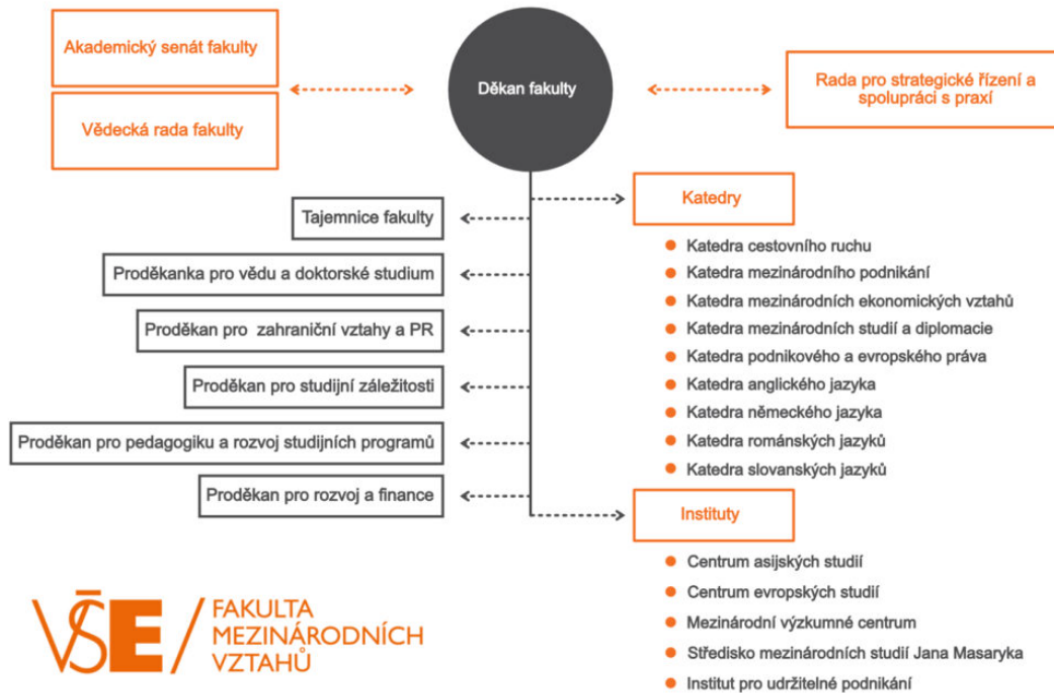 Akademický senát fakulty
Vědecká rada fakulty
Děkan fakulty
Rada pro strategické řízení a
spolupráci s praxí
Tajemnice fakulty
Proděkanka pro vědu a doktorské studium
Proděkan pro zahraniční vztahy a PR
Proděkan pro studijní záležitosti
Proděkan pro pedagogiku a rozvoj studijních programů
Proděkan pro rozvoj a finance
Katedry
Katedra cestovního ruchu
Katedra mezinárodního podnikání
Katedra mezinárodních ekonomických vztahů
Katedra mezinárodních studií a diplomacie
Katedra podnikového a evropského práva
Katedra anglického jazyka
Katedra německého jazyka
Katedra románských jazyků
Katedra slovanských jazyků
Instituty
Centrum asijských studií
Centrum evropských studií
Mezinárodní výzkumné centrum
Středisko mezinárodních studií Jana Masaryka
Institut pro udržitelné podnikání
VŠE / FAKULTA
MEZINÁRODNÍCH
VZTAHŮ